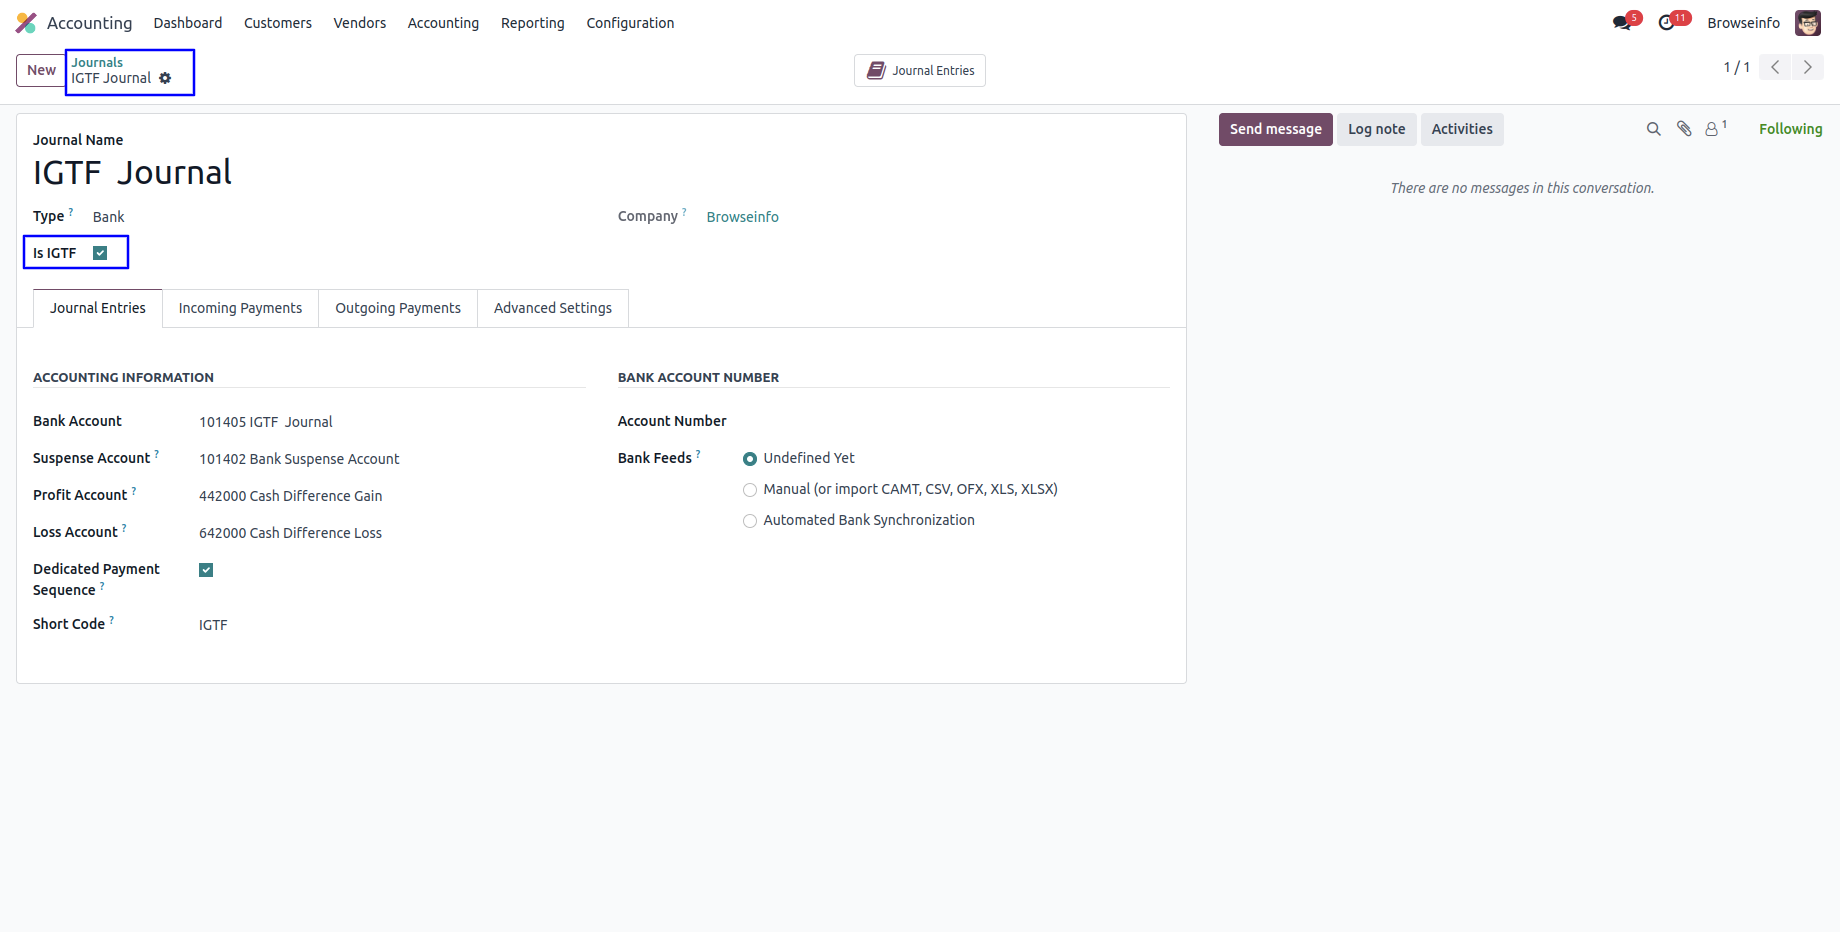 Accounting Dashboard Customers Vendors Accounting Reporting Configuration 5 11 Browseinfo
New
Journals
IGTF Journal
Journal Entries
1 / 1
Journal Name
IGTF  Journal
Type ? Bank
Company ? Browseinfo
Is IGTF
Journal Entries Incoming Payments Outgoing Payments Advanced Settings
ACCOUNTING INFORMATION
Bank Account 101405 IGTF  Journal
Suspense Account ? 101402 Bank Suspense Account
Profit Account ? 442000 Cash Difference Gain
Loss Account ? 642000 Cash Difference Loss
Dedicated Payment
Sequence ?
Short Code ? IGTF
BANK ACCOUNT NUMBER
Account Number
Bank Feeds ? Undefined Yet
Manual (or import CAMT, CSV, OFX, XLS, XLSX)
Automated Bank Synchronization
Send message Log note Activities 1 Following
There are no messages in this conversation.